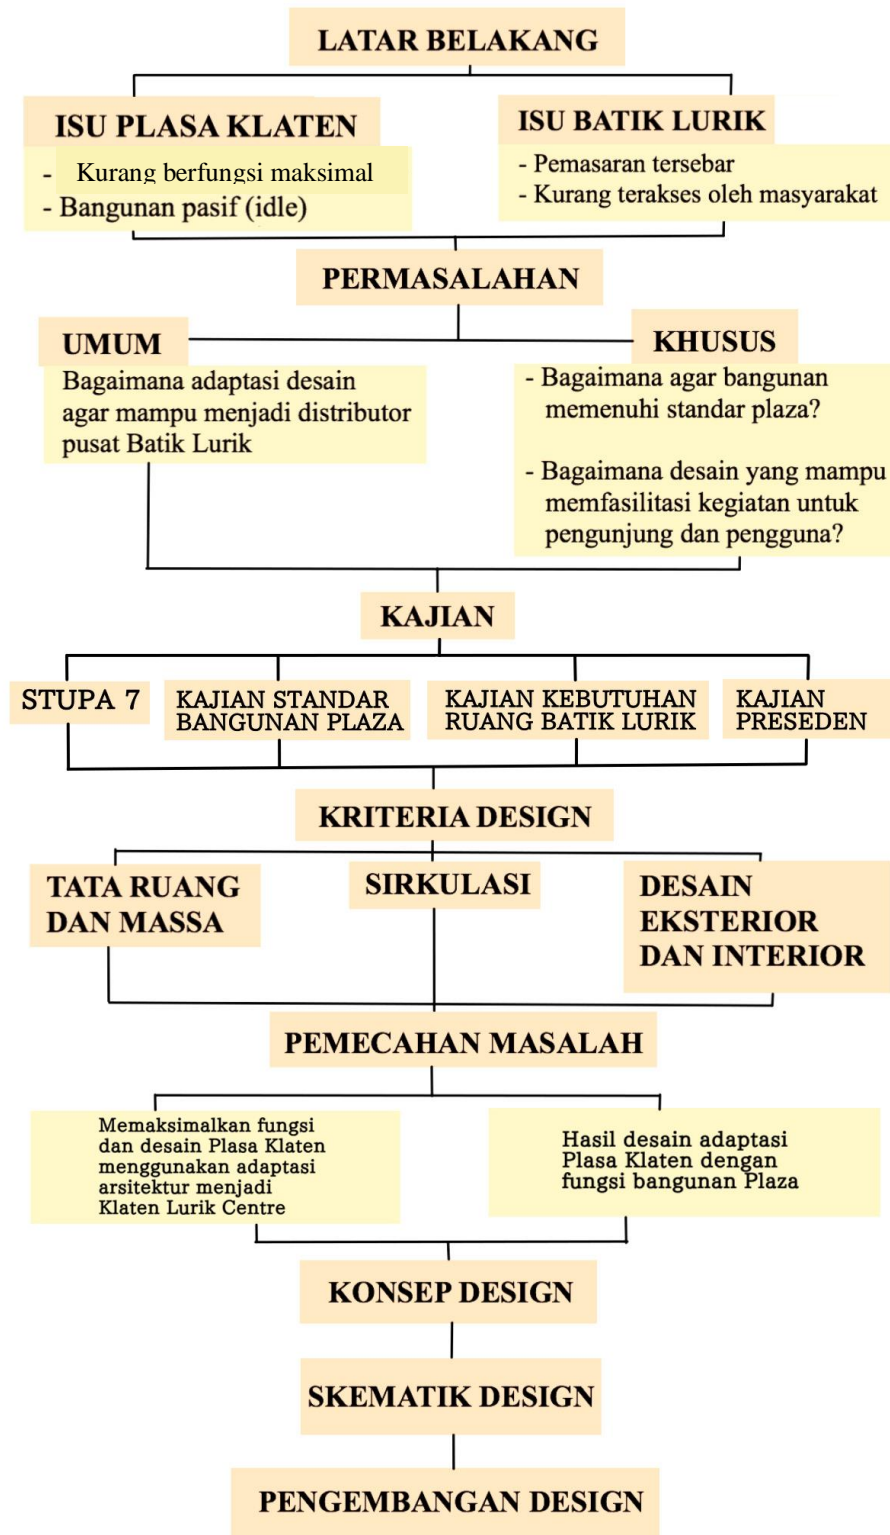 LATAR BELAKANG
ISU PLASA KLATEN
- Kurang berfungsi maksimal
- Bangunan pasif (idle)
ISU BATIK LURIK
- Pemasaran tersebar
- Kurang terakses oleh masyarakat
PERMASALAHAN
UMUM
Bagaimana adaptasi desain
agar mampu menjadi distributor
pusat Batik Lurik
KHUSUS
- Bagaimana agar bangunan
memenuhi standar plaza?
- Bagaimana desain yang mampu
memfasilitasi kegiatan untuk
pengunjung dan pengguna?
KAJIAN
STUPA 7
KAJIAN STANDAR
BANGUNAN PLAZA
KAJIAN KEBUTUHAN
RUANG BATIK LURIK
KAJIAN
PRESEDEN
KRITERIA DESIGN
TATA RUANG
DAN MASSA
SIRKULASI
DESAIN
EKSTERIOR
DAN INTERIOR
PEMECAHAN MASALAH
Memaksimalkan fungsi
dan desain Plasa Klaten
menggunakan adaptasi
arsitektur menjadi
Klaten Lurik Centre
Hasil desain adaptasi
Plasa Klaten dengan
fungsi bangunan Plaza
KONSEP DESIGN
SKEMATIK DESIGN
PENGEMBANGAN DESIGN